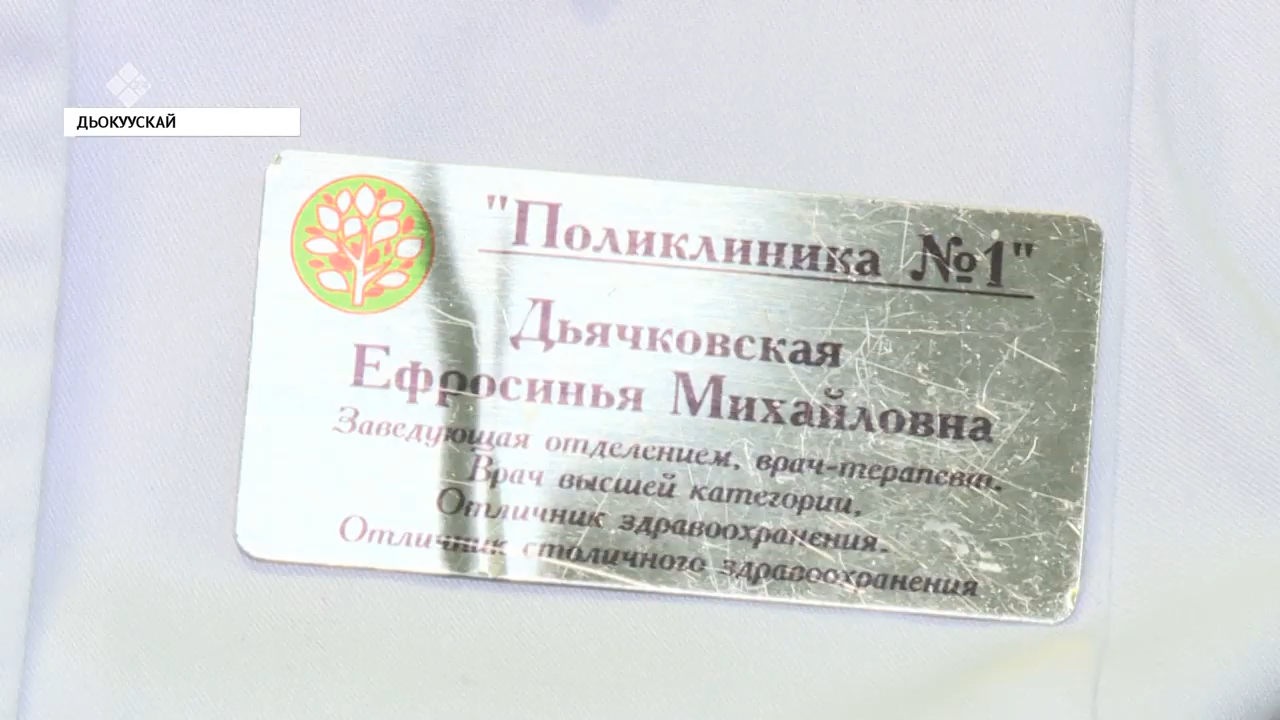 ДЬОКУУСКАЙ
"Поликлиника №1"
Дьячковская
Ефросинья Михайловна
Заведующая отделением, врач-терапевт.
Врач высшей категории,
Отличник здравоохранения.
Отличник столичного здравоохранения